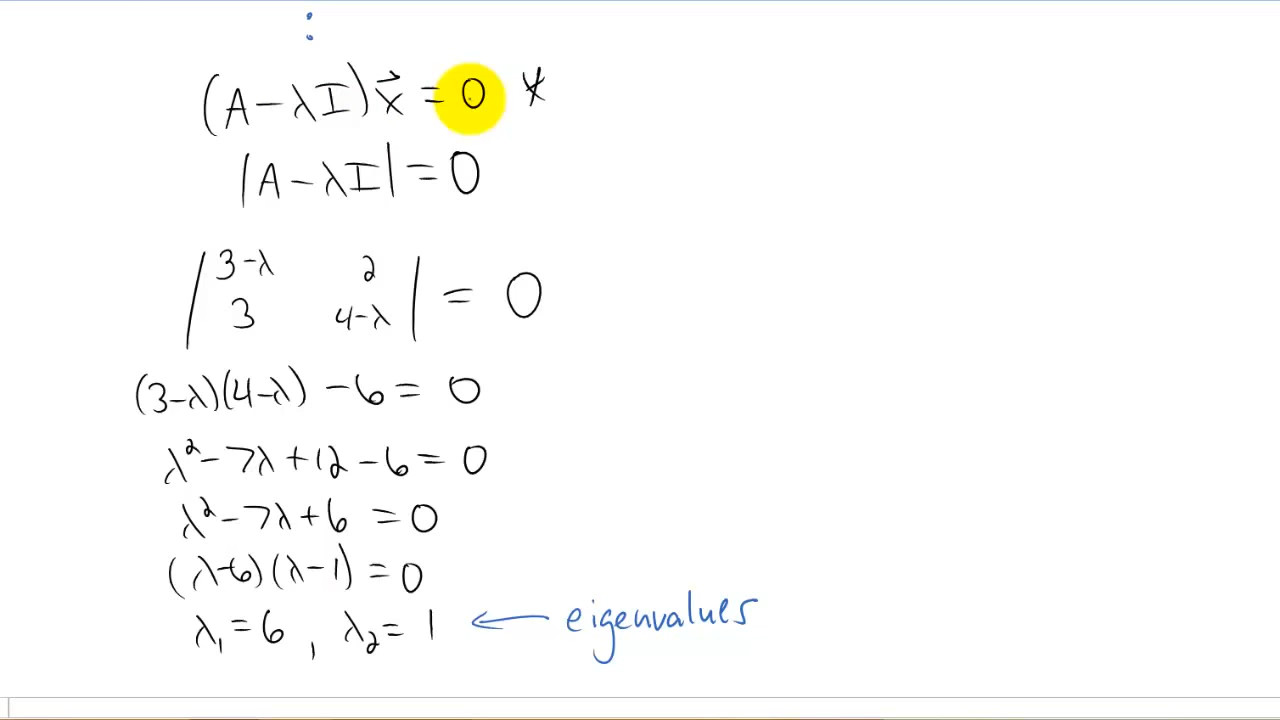 (A-λI)x⃗ = 0 *
|A-λI| = 0
| 3-λ 2 |
| 3 4-λ | = 0
(3-λ)(4-λ) - 6 = 0
λ² - 7λ + 12 - 6 = 0
λ² - 7λ + 6 = 0
(λ-6)(λ-1) = 0
λ₁ = 6 , λ₂ = 1 ← eigenvalues